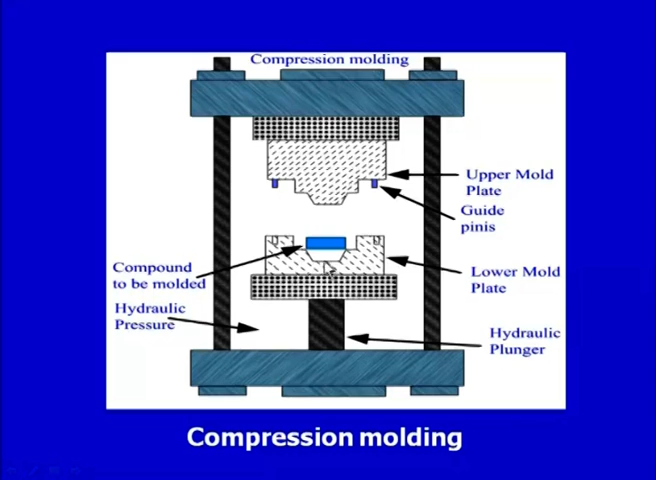 Compression molding
Upper Mold
Plate
Guide
pinis
Compound
to be molded
Lower Mold
Plate
Hydraulic
Pressure
Hydraulic
Plunger
Compression molding